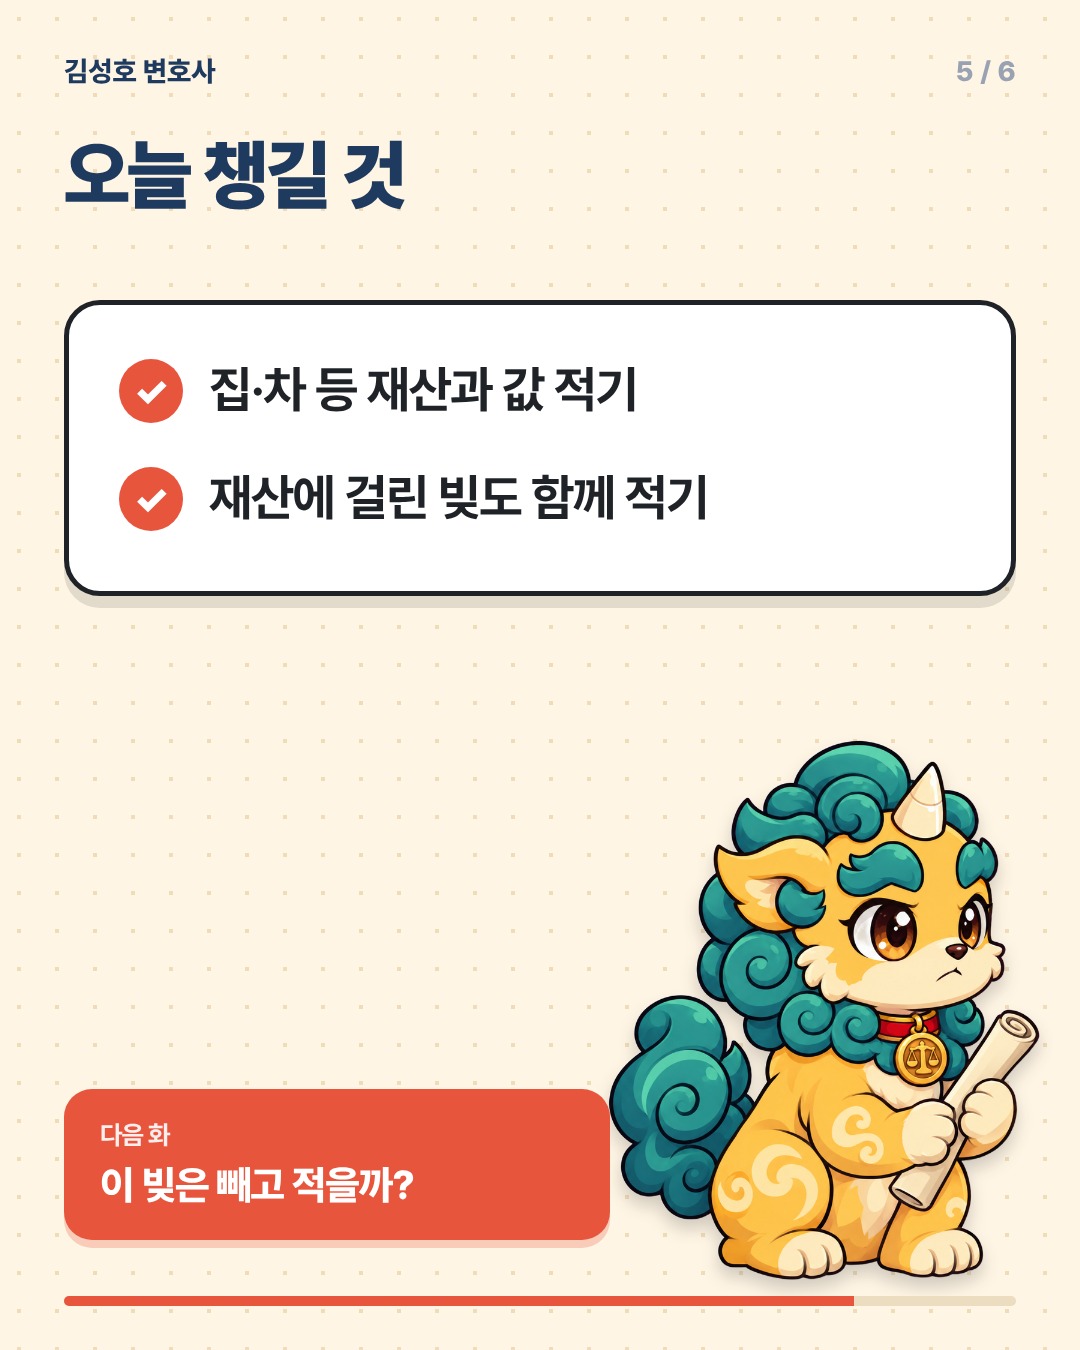 김성호 변호사
5 / 6
오늘 챙길 것
집·차 등 재산과 값 적기
재산에 걸린 빚도 함께 적기
다음 화
이 빚은 빼고 적을까?